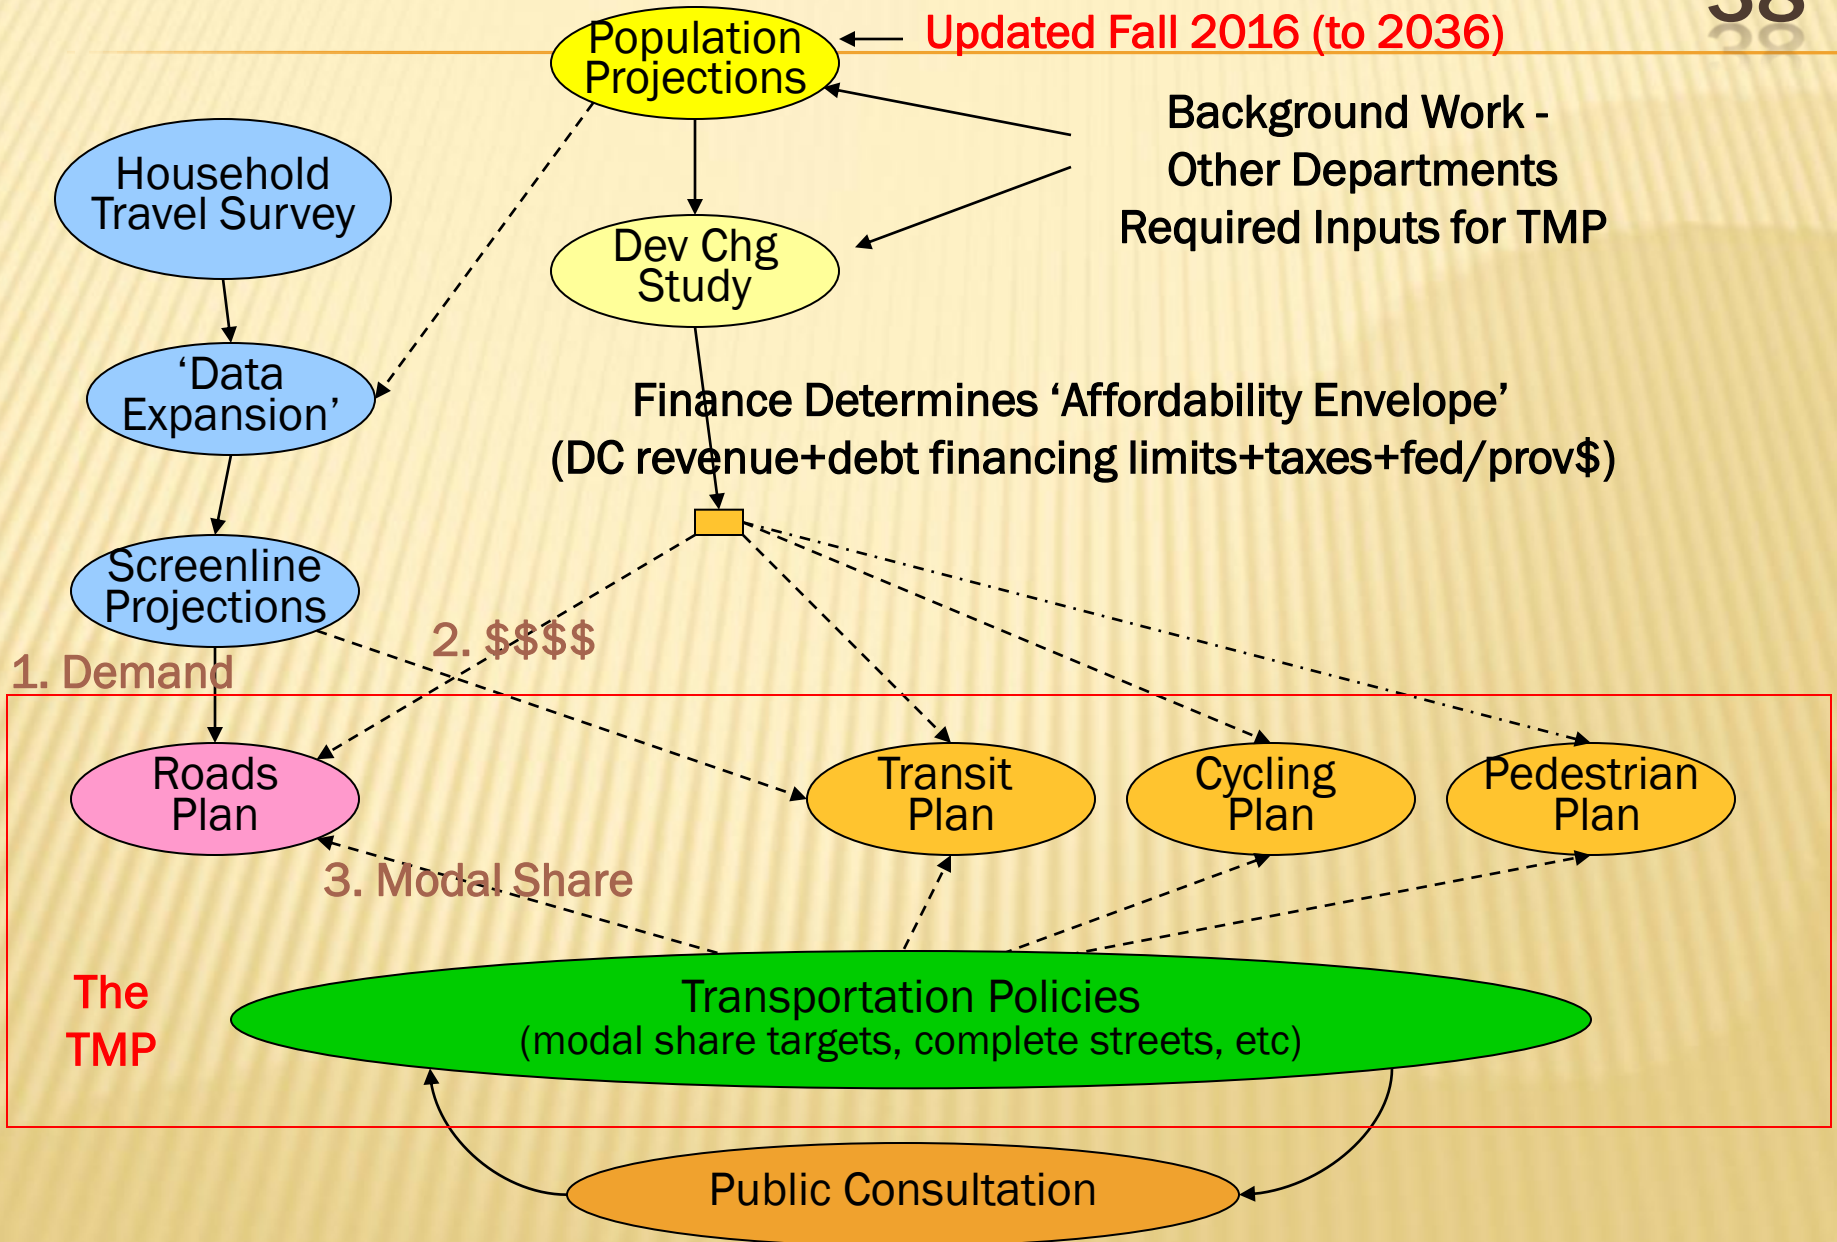 38
Population
Projections
Updated Fall 2016 (to 2036)
Background Work -
Other Departments
Required Inputs for TMP
Household
Travel Survey
Dev Chg
Study
‘Data
Expansion’
Finance Determines ‘Affordability Envelope’
(DC revenue+debt financing limits+taxes+fed/prov$)
Screenline
Projections
2. $$$$
1. Demand
Roads
Plan
Transit
Plan
Cycling
Plan
Pedestrian
Plan
3. Modal Share
The
TMP
Transportation Policies
(modal share targets, complete streets, etc)
Public Consultation